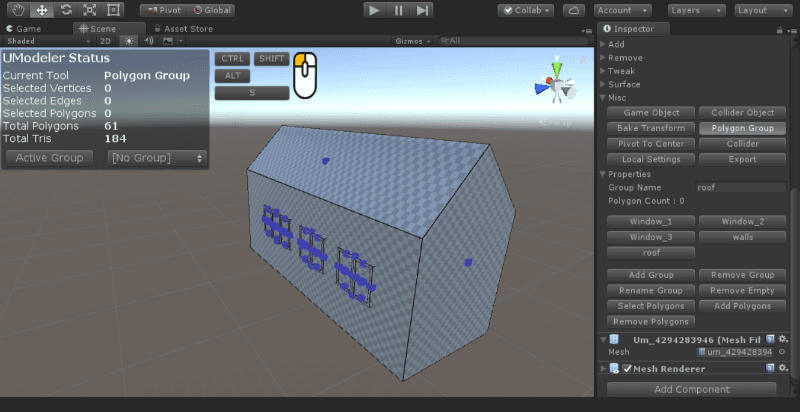 Pivot Global Collab Account Layers Layout
Game Scene Asset Store Inspector
Shaded 2D Gizmos All
UModeler Status
Current Tool Polygon Group
Selected Vertices 0
Selected Edges 0
Selected Polygons 0
Total Polygons 61
Total Tris 184
Active Group [No Group]
CTRL SHIFT
ALT
S
y
Add
Remove
Tweak
Surface
Misc
Game Object Collider Object
Bake Transform Polygon Group
Pivot To Center Collider
Local Settings Export
Properties
Group Name roof
Polygon Count : 0
Window_1 Window_2
Window_3 walls
roof
Add Group Remove Group
Rename Group Remove Empty
Select Polygons Add Polygons
Remove Polygons
Um_4294283946 (Mesh Fil
Mesh um_429428394
Mesh Renderer
Add Component